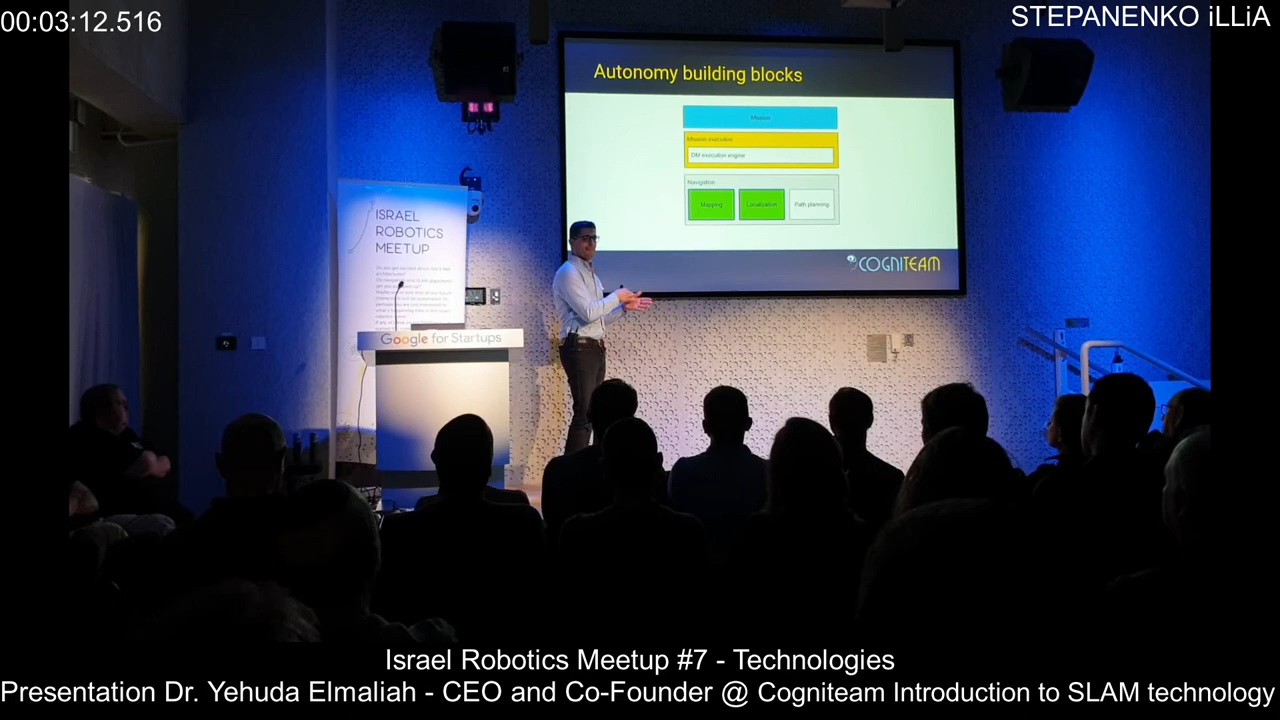 00:03:12.516
STEPANENKO iLLiA
Autonomy building blocks
Mission
Mission execution
DM execution engine
Navigation
Mapping
Localization
Path planning
COGNITEAM
ISRAEL
ROBOTICS
MEETUP
Google for Startups
Israel Robotics Meetup #7 - Technologies
Presentation Dr. Yehuda Elmaliah - CEO and Co-Founder @ Cogniteam Introduction to SLAM technology